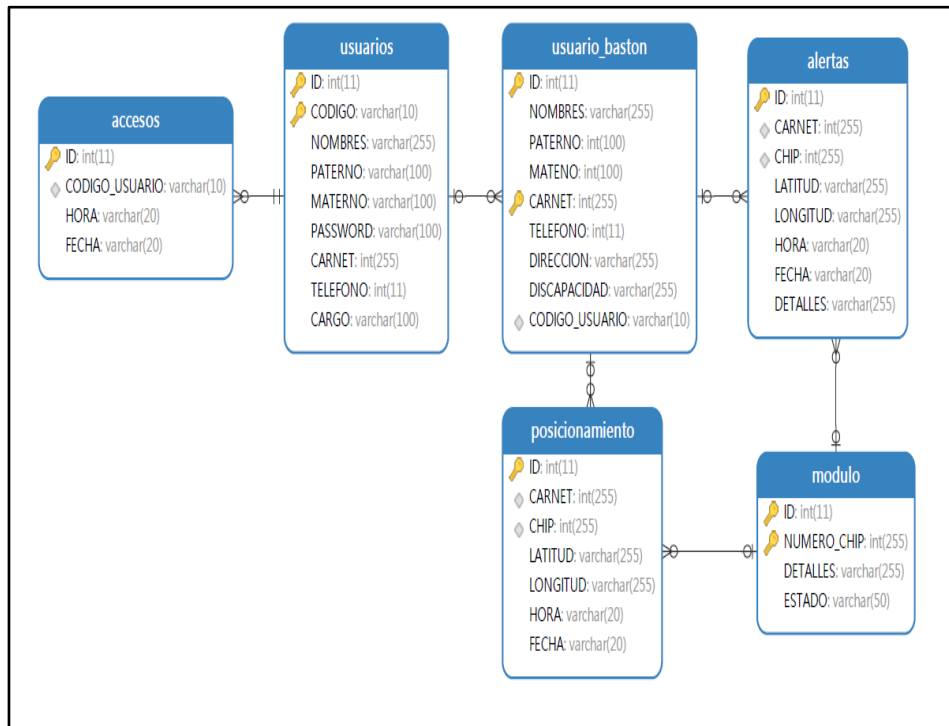 accesos
ID: int(11)
CODIGO_USUARIO: varchar(10)
HORA: varchar(20)
FECHA: varchar(20)
usuarios
ID: int(11)
CODIGO: varchar(10)
NOMBRES: varchar(255)
PATERNO: varchar(100)
MATERNO: varchar(100)
PASSWORD: varchar(100)
CARNET: int(255)
TELEFONO: int(11)
CARGO: varchar(100)
usuario_baston
ID: int(11)
NOMBRES: varchar(255)
PATERNO: int(100)
MATENO: int(100)
CARNET: int(255)
TELEFONO: int(11)
DIRECCION: varchar(255)
DISCAPACIDAD: varchar(255)
CODIGO_USUARIO: varchar(10)
alertas
ID: int(11)
CARNET: int(255)
CHIP: int(255)
LATITUD: varchar(255)
LONGITUD: varchar(255)
HORA: varchar(20)
FECHA: varchar(20)
DETALLES: varchar(255)
posicionamiento
ID: int(11)
CARNET: int(255)
CHIP: int(255)
LATITUD: varchar(255)
LONGITUD: varchar(255)
HORA: varchar(20)
FECHA: varchar(20)
modulo
ID: int(11)
NUMERO_CHIP: int(255)
DETALLES: varchar(255)
ESTADO: varchar(50)